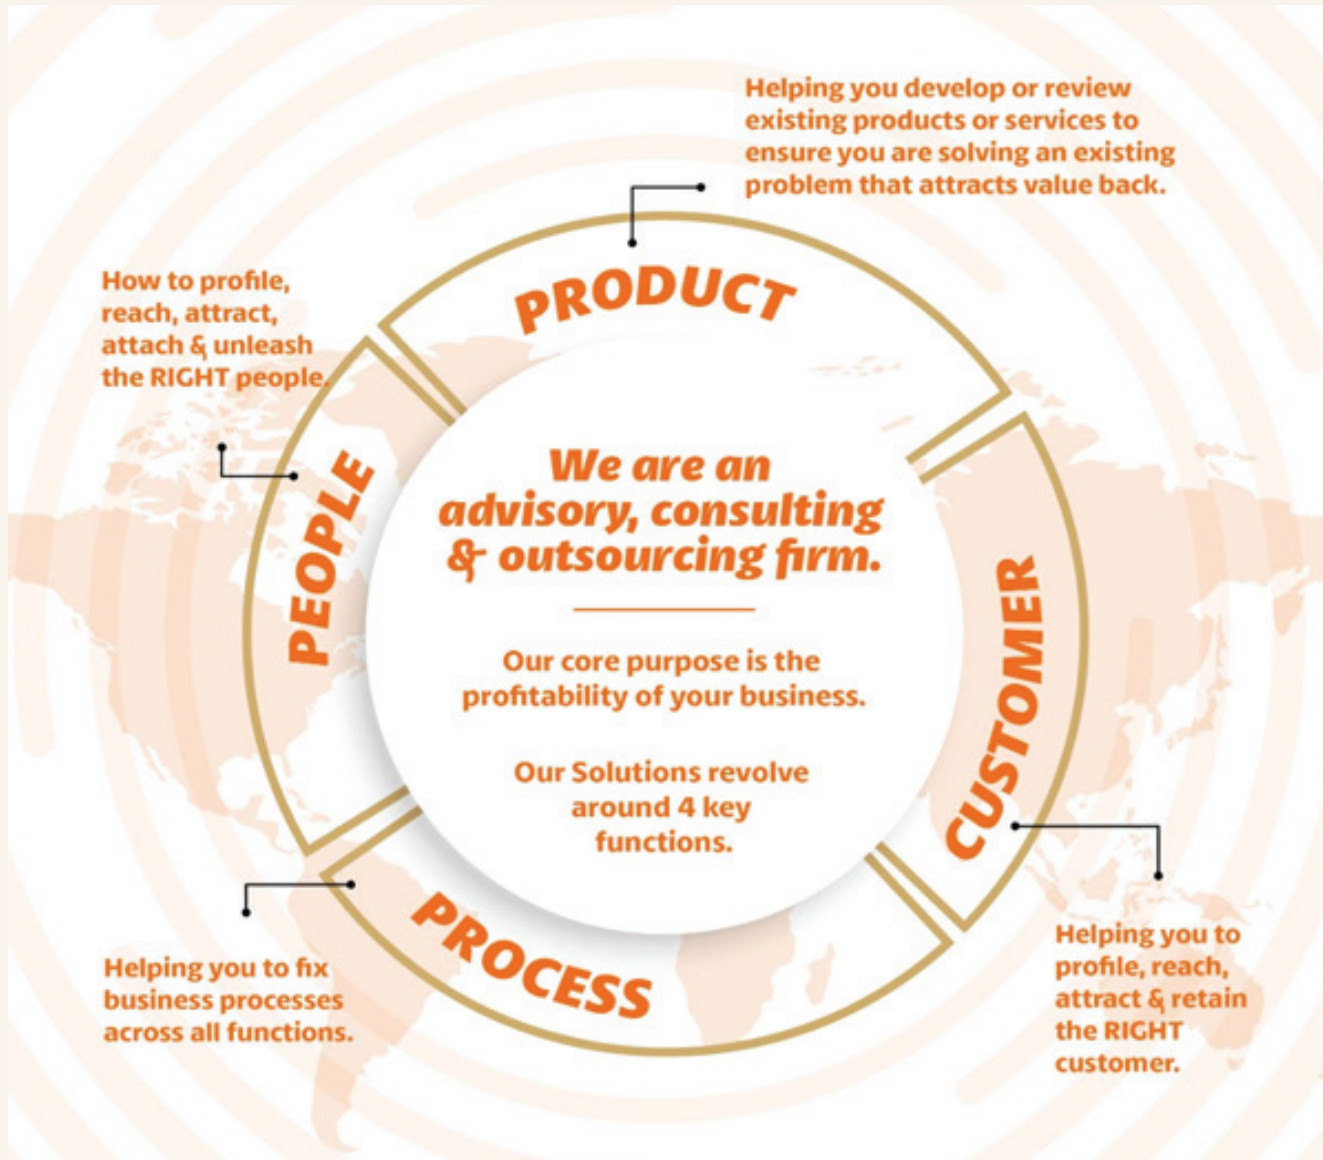 Helping you develop or review
existing products or services to
ensure you are solving an existing
problem that attracts value back.
PRODUCT
How to profile,
reach, attract,
attach & unleash
the RIGHT people.
PEOPLE
We are an
advisory, consulting
& outsourcing firm.
Our core purpose is the
profitability of your business.
Our Solutions revolve
around 4 key
functions.
CUSTOMER
Helping you to
profile, reach,
attract & retain
the RIGHT
customer.
PROCESS
Helping you to fix
business processes
across all functions.